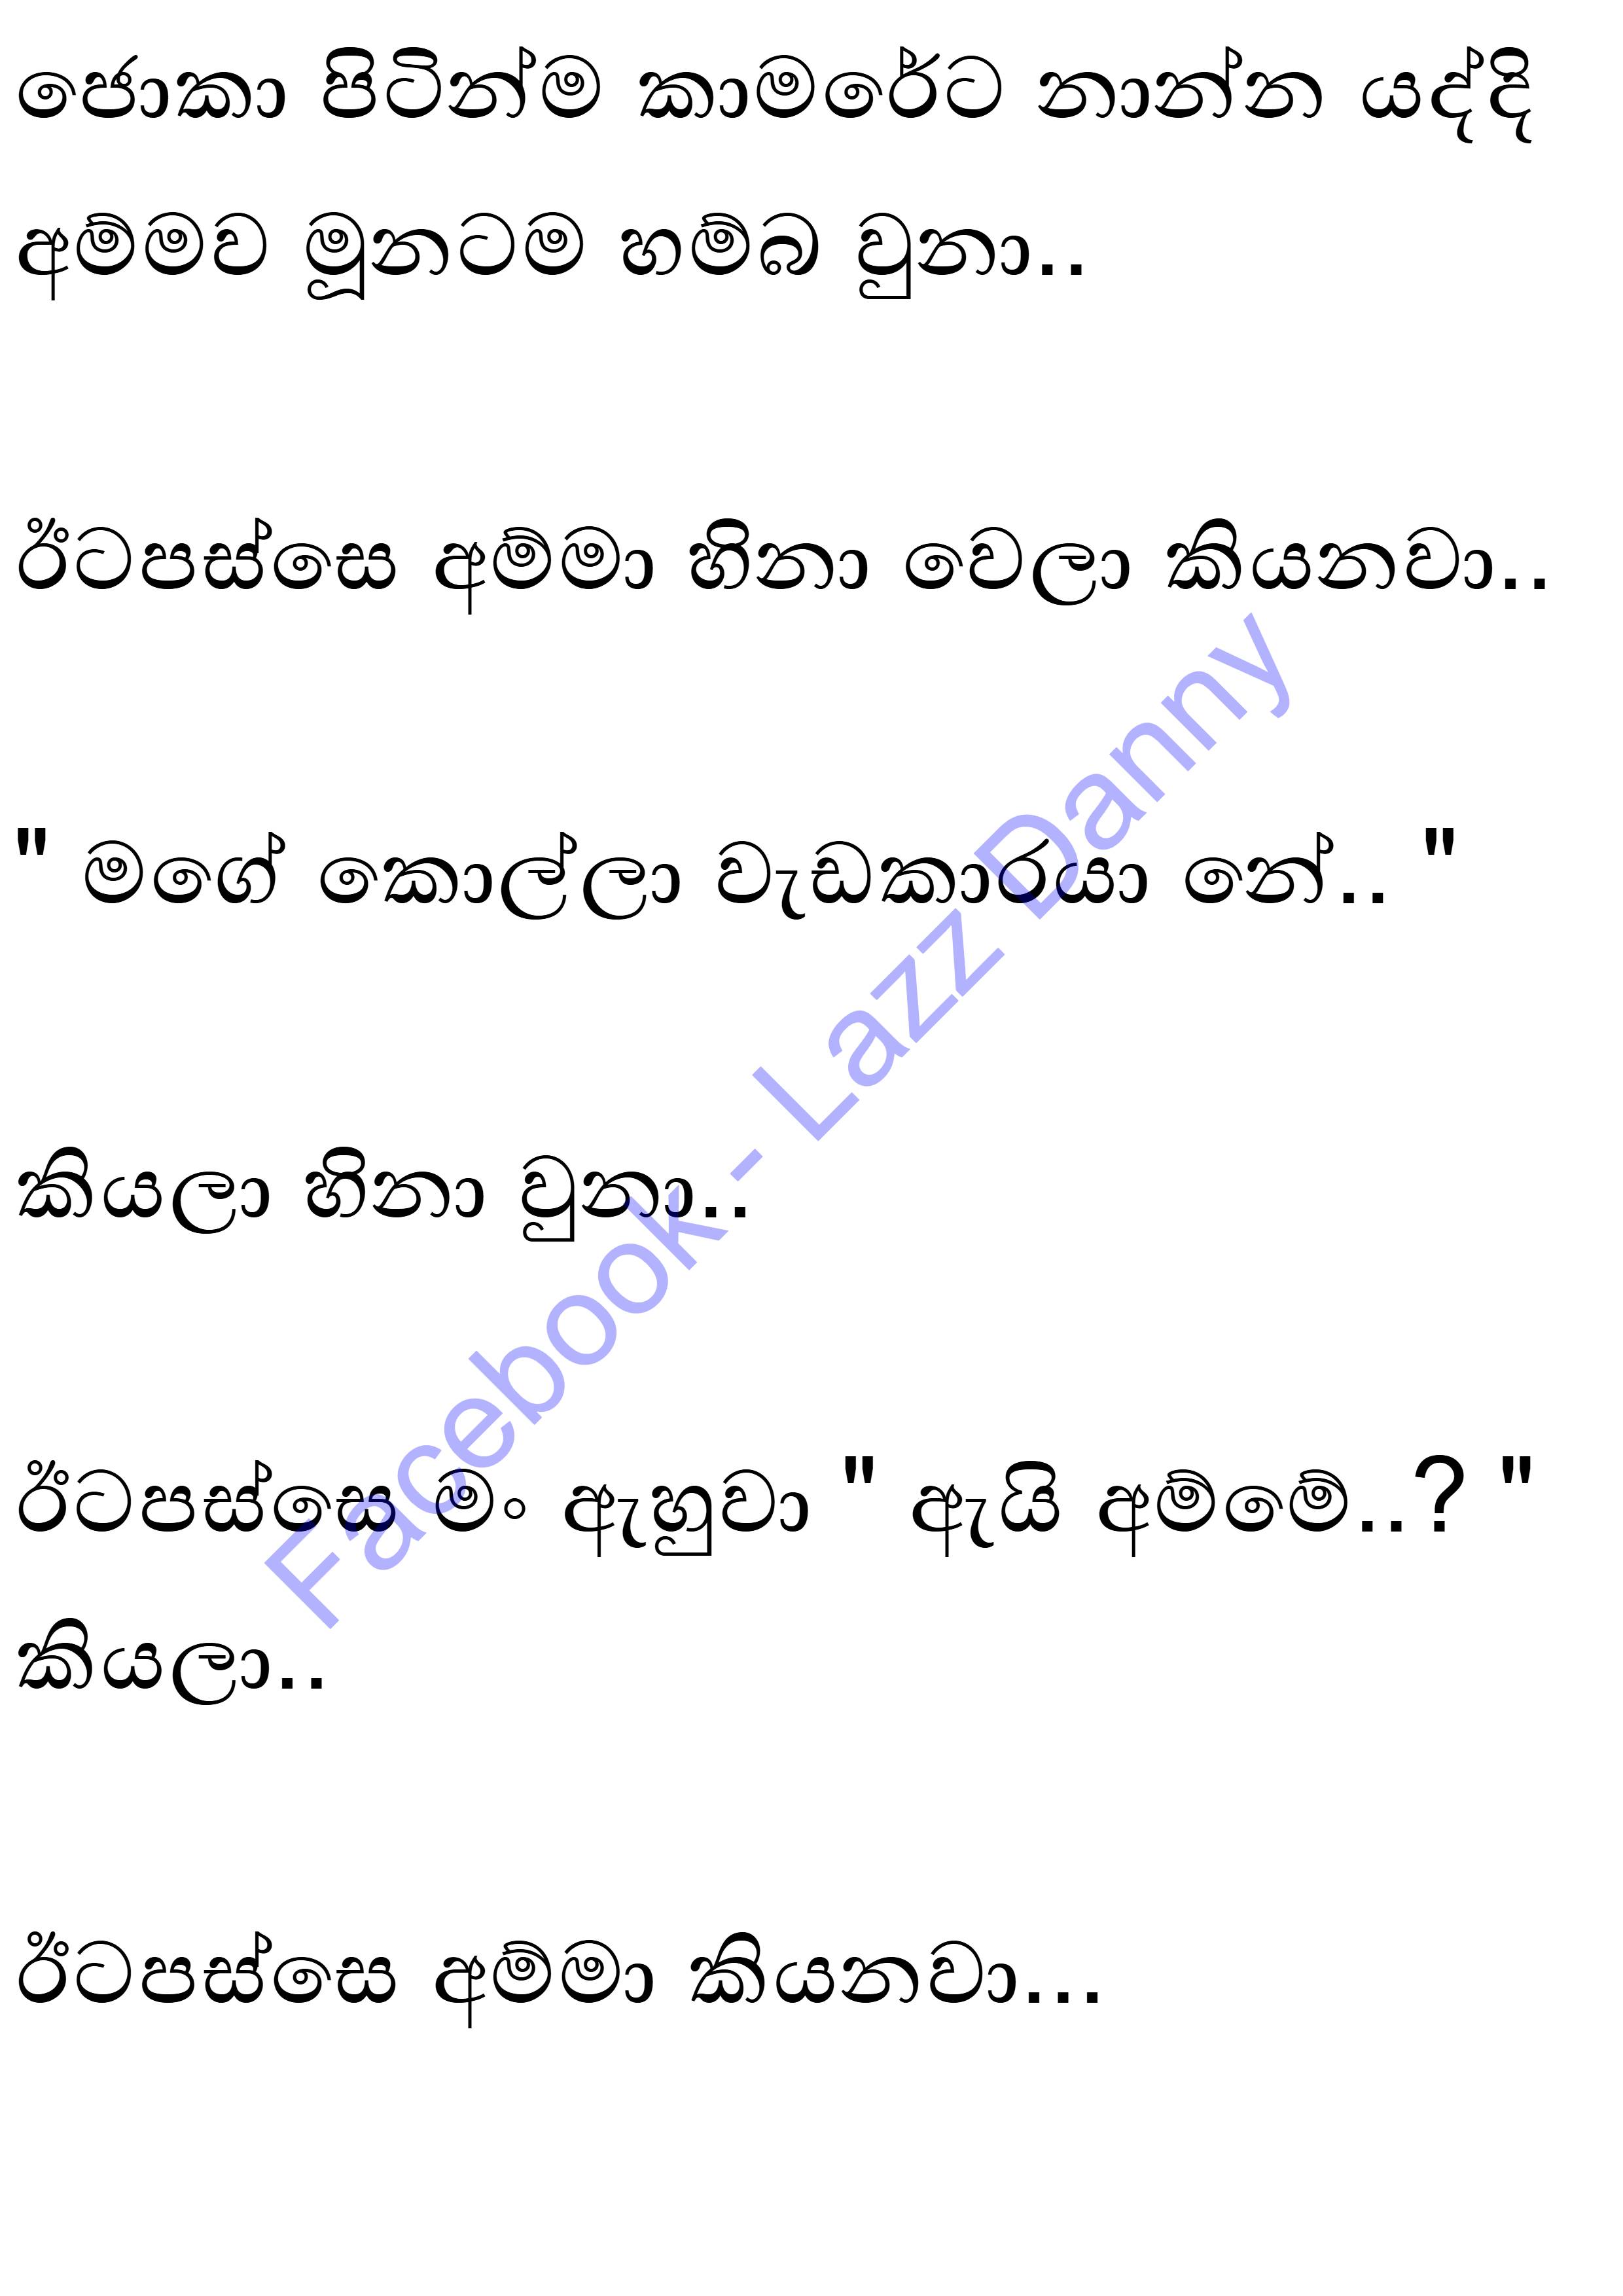 ජොකා පිටින්ම කාමරේට නාන්න යද්දි
අම්මව මූනටම හම්බ වුනා..
ඊටපස්සෙ අම්මා හිනා වෙලා කියනවා..
" මගේ කොල්ලා වැඩකාරයා නේ.. "
කියලා හිනා වුනා..
ඊටපස්සෙ මං ඇහුවා " ඇයි අම්මේ..? "
කියලා..
ඊටපස්සෙ අම්මා කියනවා...
Facebook - Lazz Danny